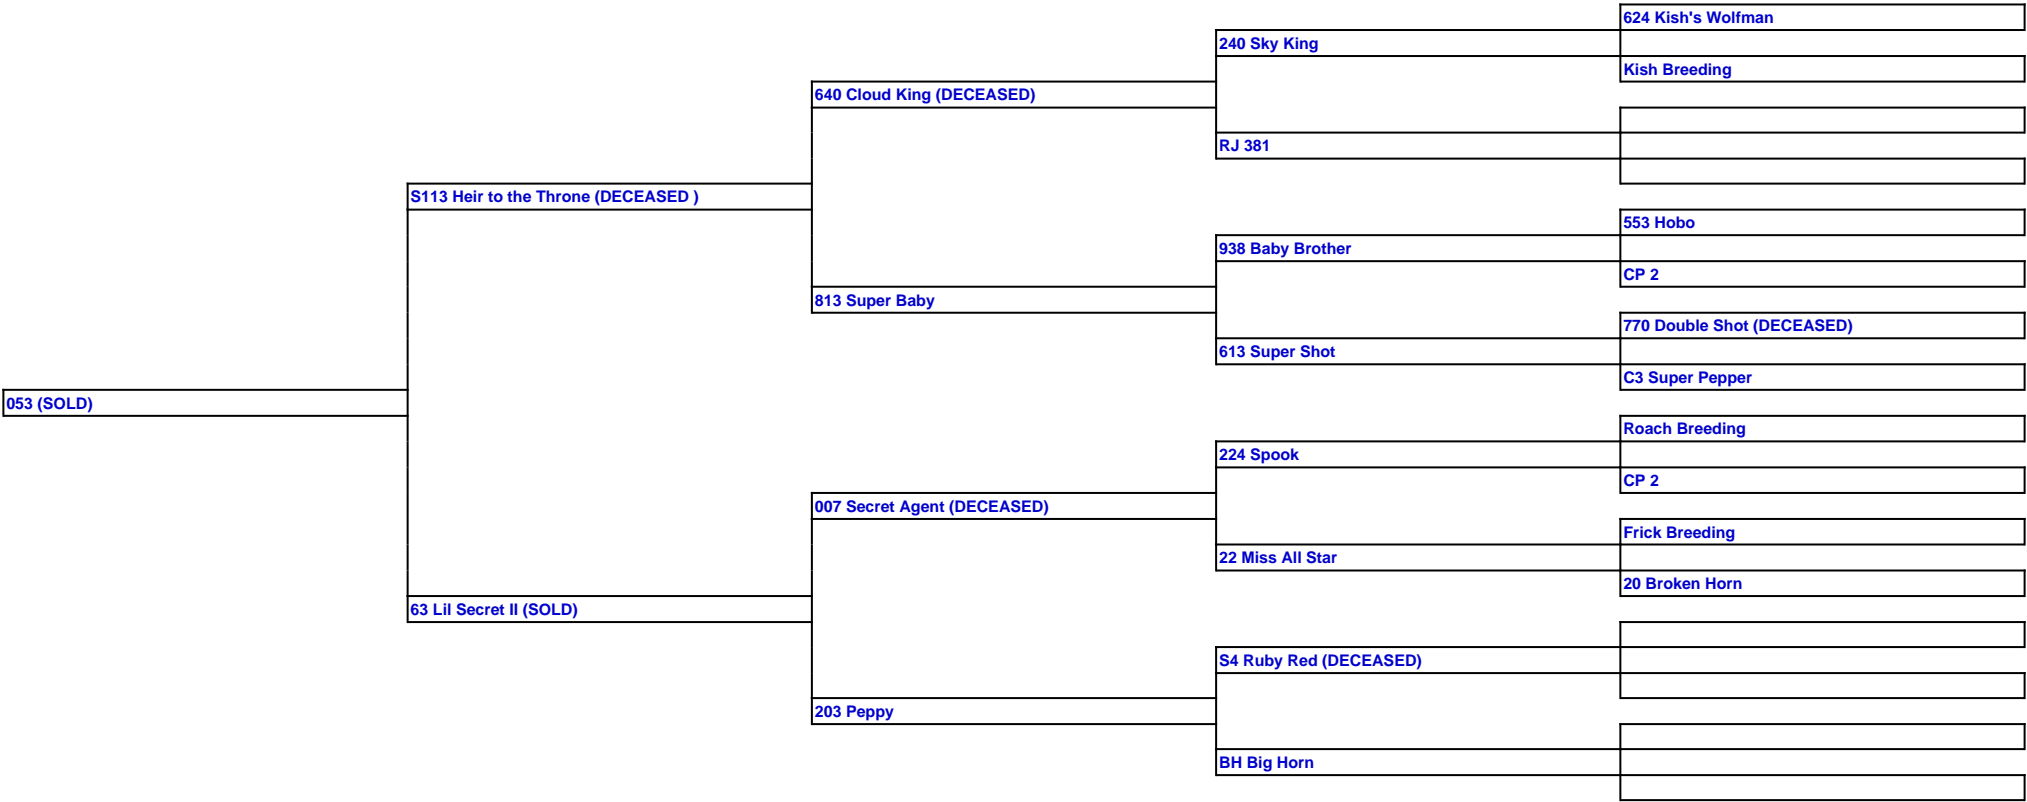 624 Kish's Wolfman
240 Sky King
Kish Breeding
640 Cloud King (DECEASED)
RJ 381
S113 Heir to the Throne (DECEASED )
553 Hobo
938 Baby Brother
CP 2
813 Super Baby
770 Double Shot (DECEASED)
613 Super Shot
C3 Super Pepper
053 (SOLD)
Roach Breeding
224 Spook
CP 2
007 Secret Agent (DECEASED)
Frick Breeding
22 Miss All Star
20 Broken Horn
63 Lil Secret II (SOLD)
S4 Ruby Red (DECEASED)
203 Peppy
BH Big Horn